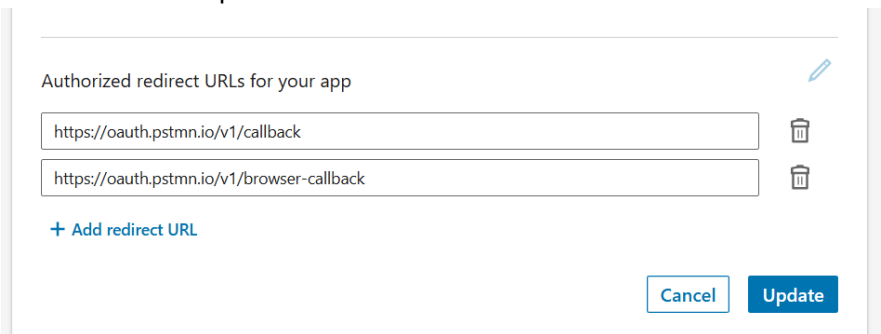 Authorized redirect URLs for your app
https://oauth.pstmn.io/v1/callback
https://oauth.pstmn.io/v1/browser-callback
+ Add redirect URL
Cancel Update